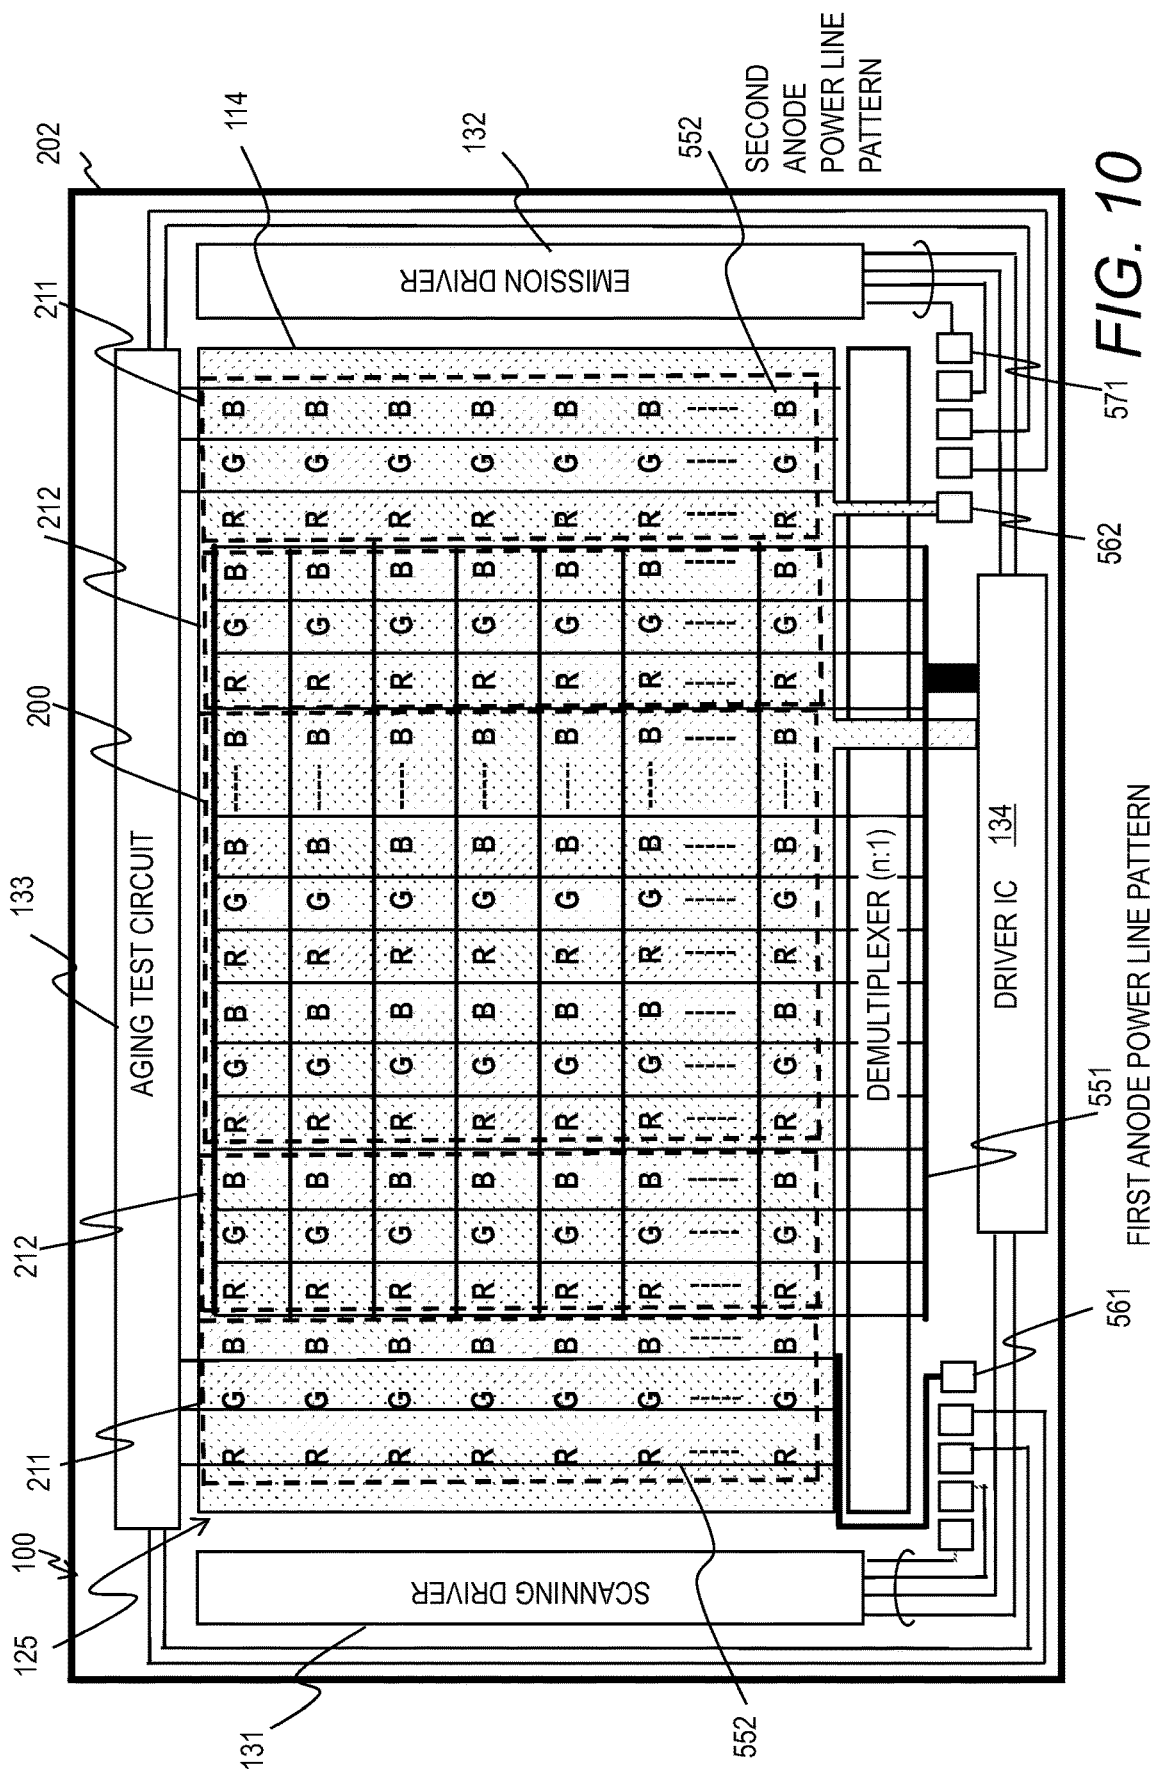 100
125
131
211
212
133
200
212
211
114
202
132
AGING TEST CIRCUIT
SCANNING DRIVER
EMISSION DRIVER
R G B R G B R G B R G B ----- B R G B R G B
R G B R G B R G B R G B ----- B R G B R G B
R G B R G B R G B R G B ----- B R G B R G B
R G B R G B R G B R G B ----- B R G B R G B
R G B R G B R G B R G B ----- B R G B R G B
R G B R G B R G B R G B ----- B R G B R G B
R G B R G B R G B R G B ----- B R G B R G B
552
552
SECOND
ANODE
POWER LINE
PATTERN
DEMULTIPLEXER (n:1)
DRIVER IC 134
561
551
562
571
FIRST ANODE POWER LINE PATTERN
FIG. 10